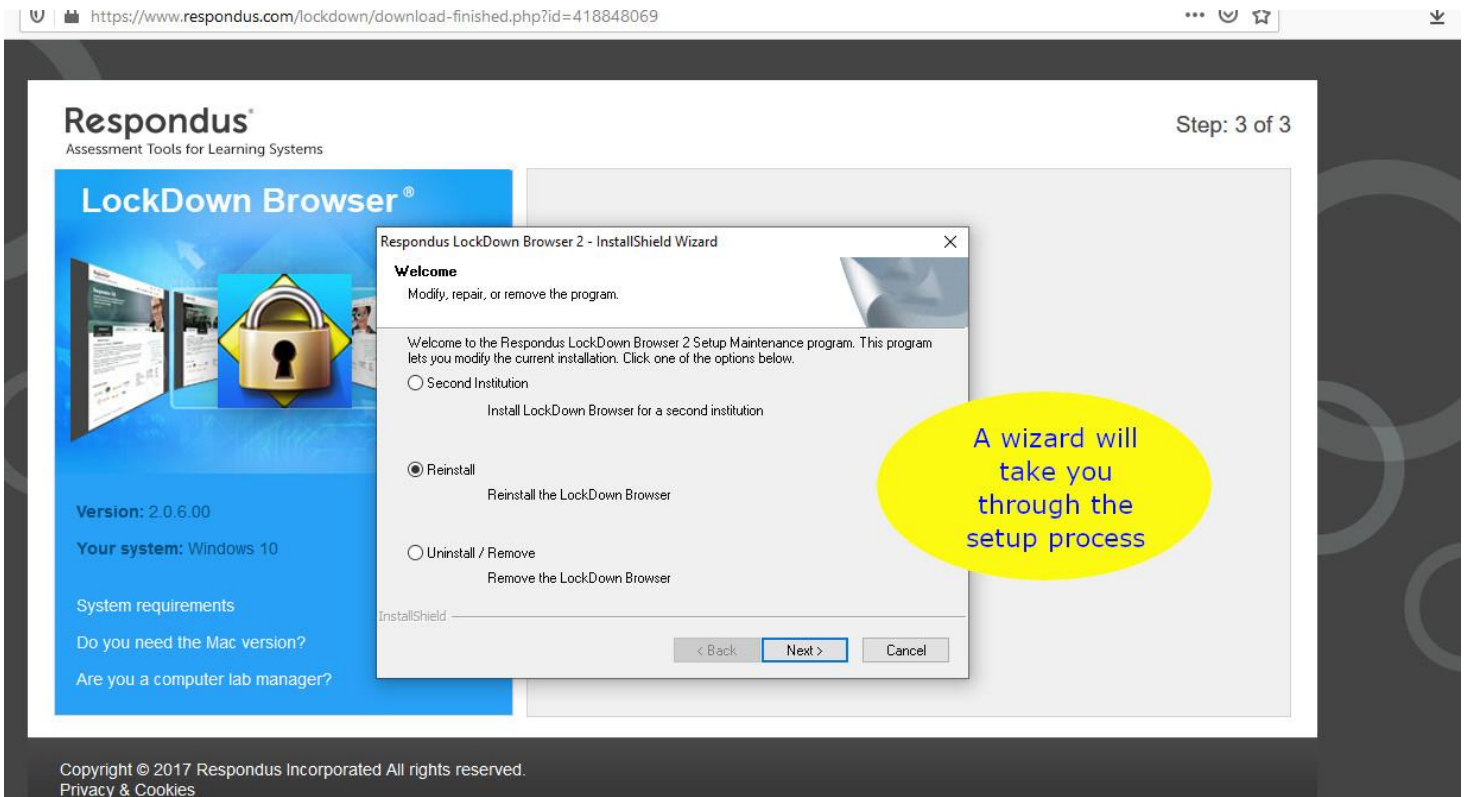 https://www.respondus.com/lockdown/download-finished.php?id=418848069
Respondus®
Assessment Tools for Learning Systems
Step: 3 of 3
LockDown Browser®
Respondus LockDown Browser 2 - InstallShield Wizard
Welcome
Modify, repair, or remove the program.
Welcome to the Respondus LockDown Browser 2 Setup Maintenance program. This program
lets you modify the current installation. Click one of the options below.
Second Institution
Install LockDown Browser for a second institution
Reinstall
Reinstall the LockDown Browser
Uninstall / Remove
Remove the LockDown Browser
InstallShield
< Back Next > Cancel
A wizard will
take you
through the
setup process
Version: 2.0.6.00
Your system: Windows 10
System requirements
Do you need the Mac version?
Are you a computer lab manager?
Copyright © 2017 Respondus Incorporated All rights reserved.
Privacy & Cookies